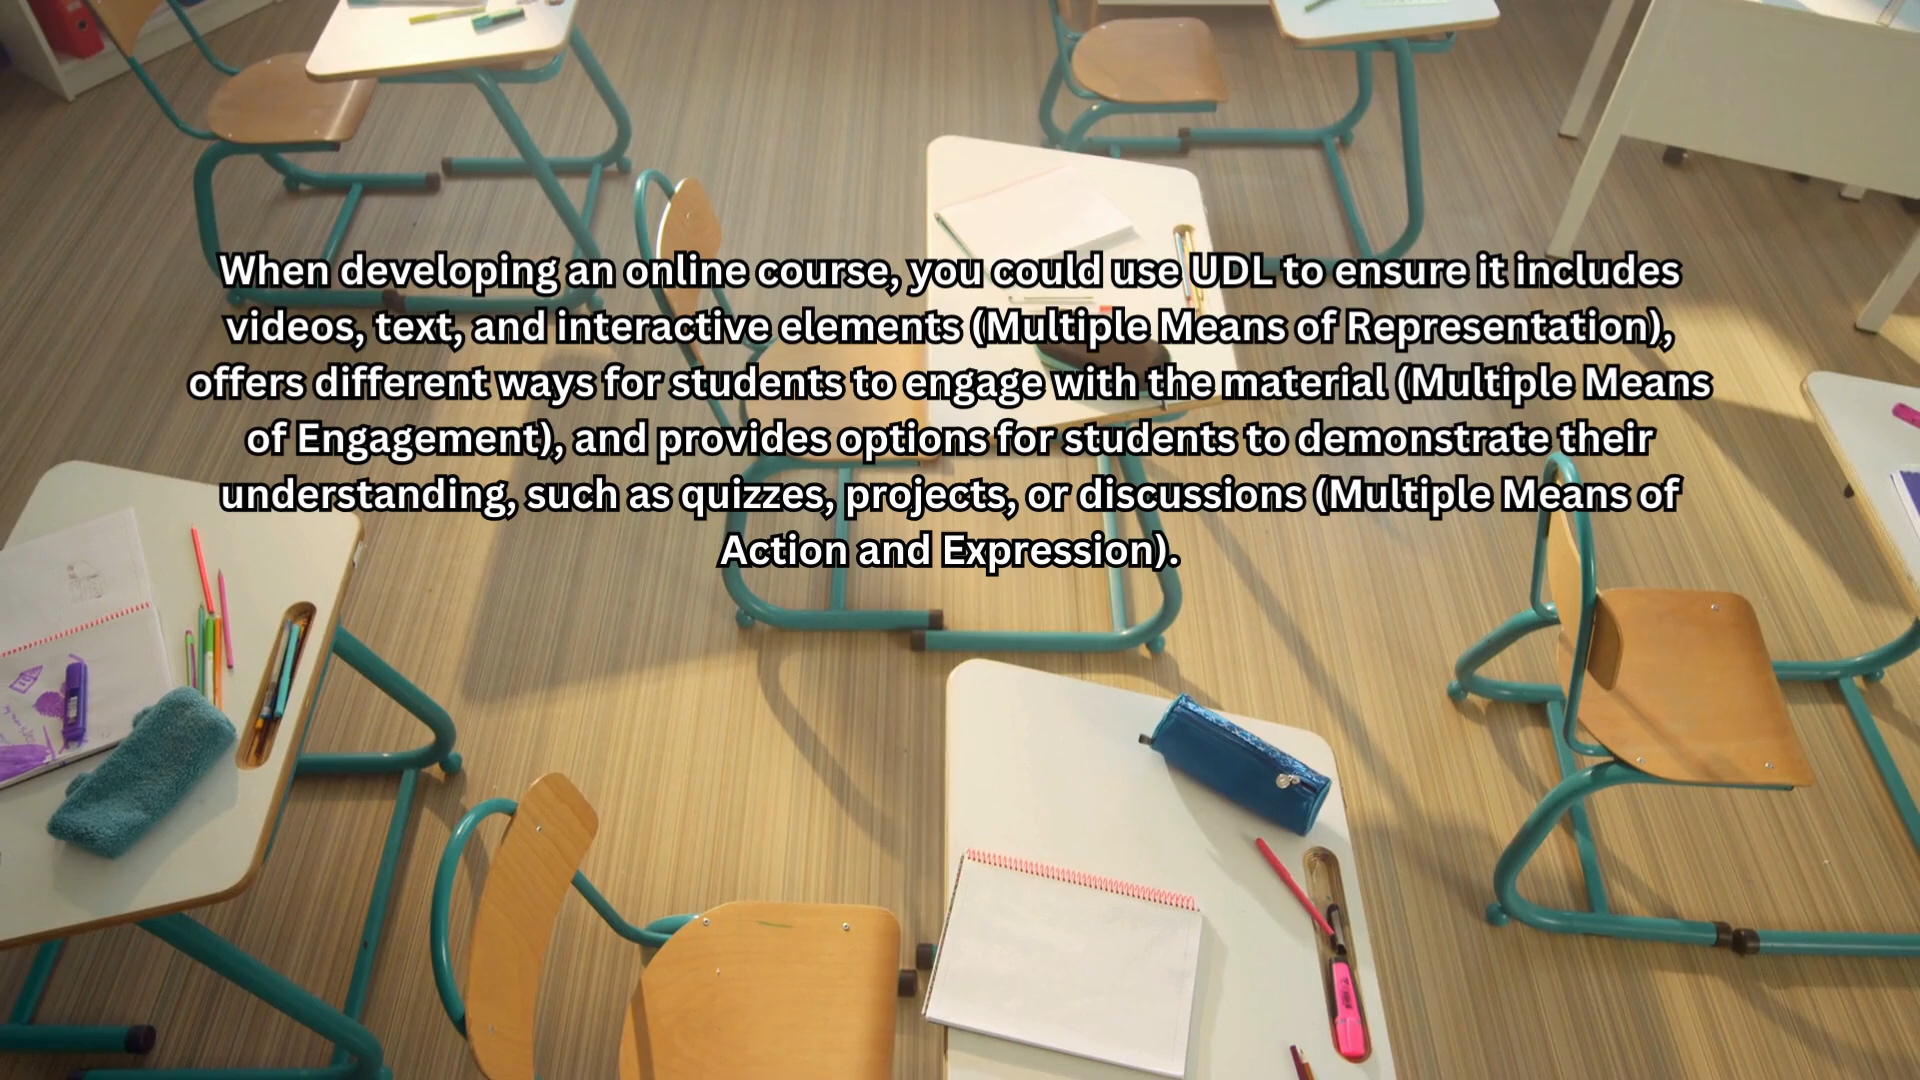 When developing an online course, you could use UDL to ensure it includes
videos, text, and interactive elements (Multiple Means of Representation),
offers different ways for students to engage with the material (Multiple Means
of Engagement), and provides options for students to demonstrate their
understanding, such as quizzes, projects, or discussions (Multiple Means of
Action and Expression).